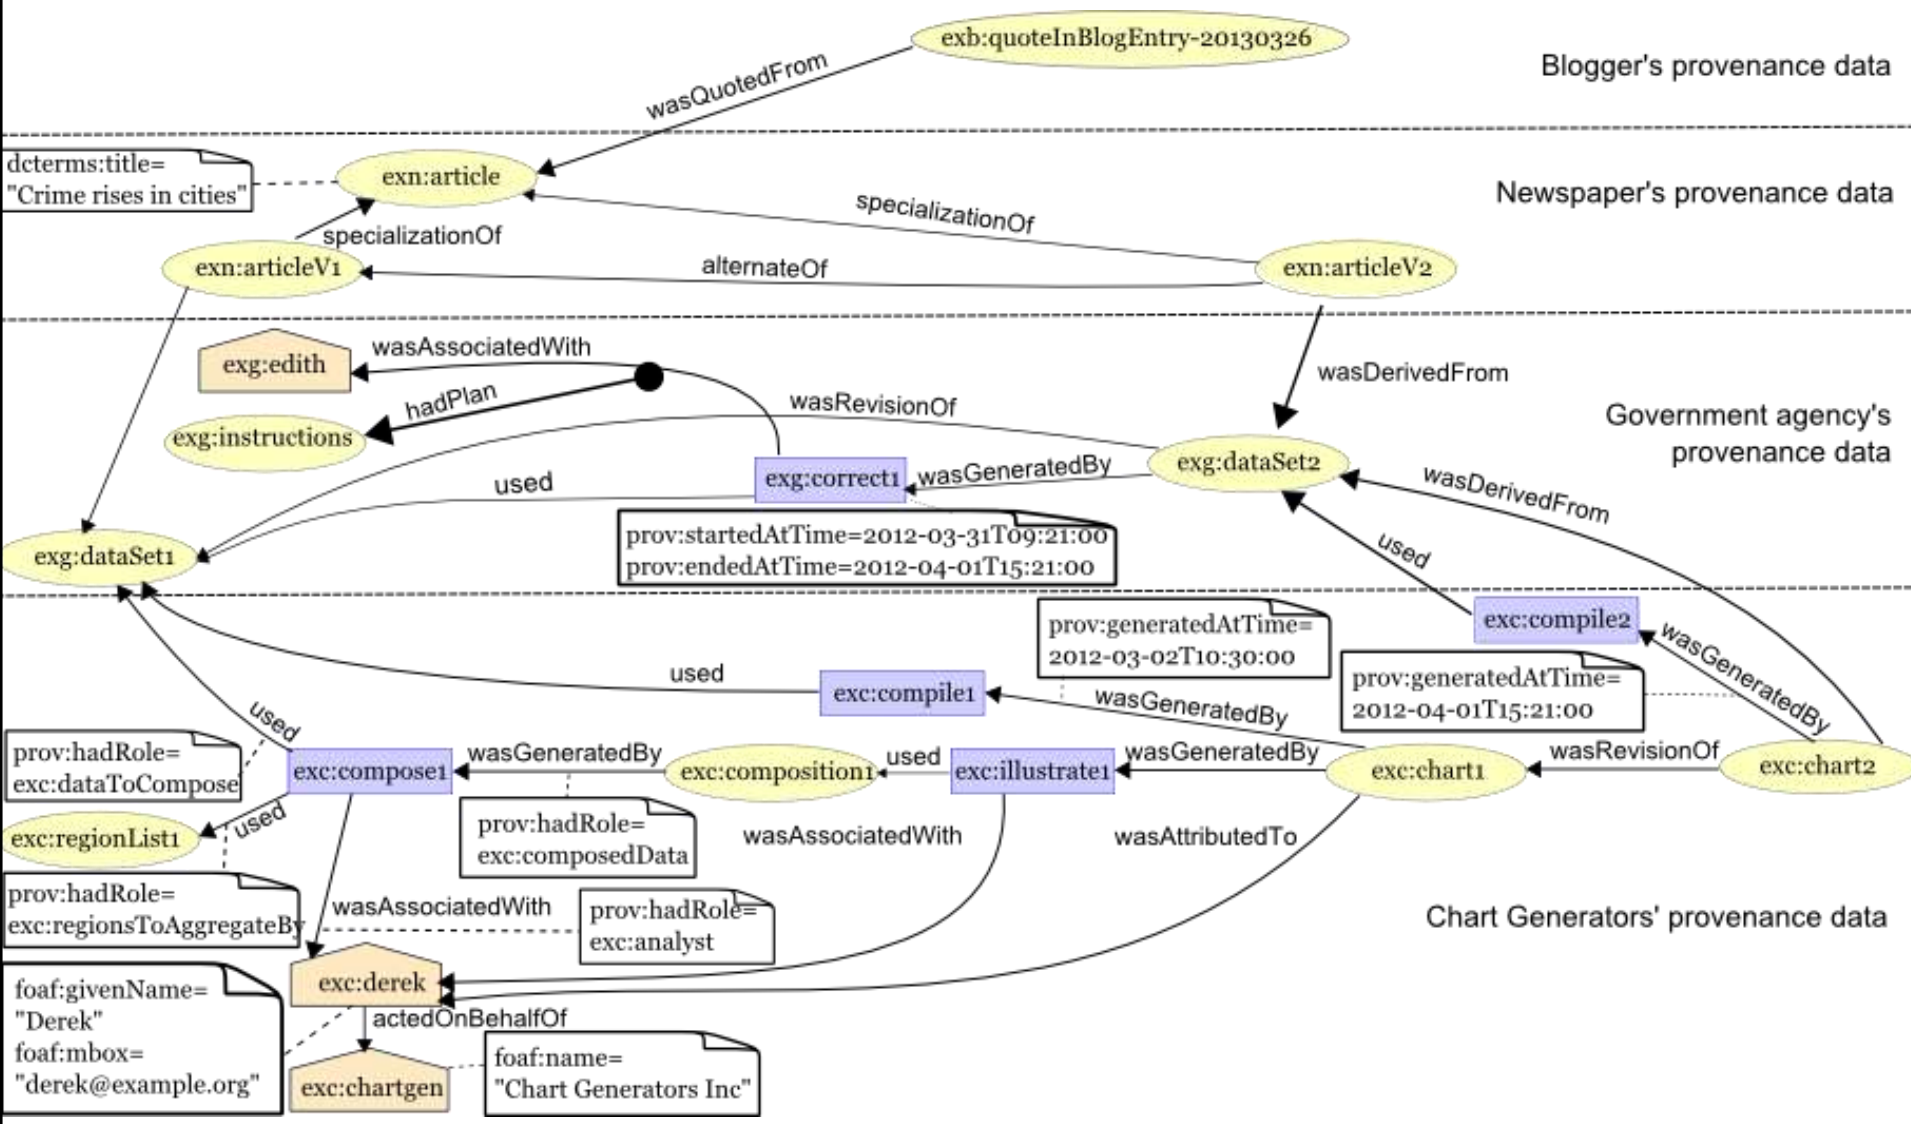 exb:quoteInBlogEntry-20130326
Blogger's provenance data
wasQuotedFrom
dcterms:title=
"Crime rises in cities"
exn:article
Newspaper's provenance data
specializationOf
specializationOf
exn:articleV1
alternateOf
exn:articleV2
exg:edith
wasAssociatedWith
wasDerivedFrom
hadPlan
wasRevisionOf
Government agency's
provenance data
exg:instructions
exg:correct1
wasGeneratedBy
exg:dataSet2
used
wasDerivedFrom
exg:dataSet1
prov:startedAtTime=2012-03-31T09:21:00
prov:endedAtTime=2012-04-01T15:21:00
used
prov:generatedAtTime=
2012-03-02T10:30:00
exc:compile2
wasGeneratedBy
used
exc:compile1
wasGeneratedBy
prov:generatedAtTime=
2012-04-01T15:21:00
used
prov:hadRole=
exc:dataToCompose
exc:compose1
wasGeneratedBy
exc:composition1
used
exc:illustrate1
wasGeneratedBy
exc:chart1
wasRevisionOf
exc:chart2
used
exc:regionList1
prov:hadRole=
exc:composedData
wasAssociatedWith
wasAttributedTo
prov:hadRole=
exc:regionsToAggregateBy
wasAssociatedWith
prov:hadRole=
exc:analyst
Chart Generators' provenance data
foaf:givenName=
"Derek"
foaf:mbox=
"derek@example.org"
exc:derek
actedOnBehalfOf
exc:chartgen
foaf:name=
"Chart Generators Inc"